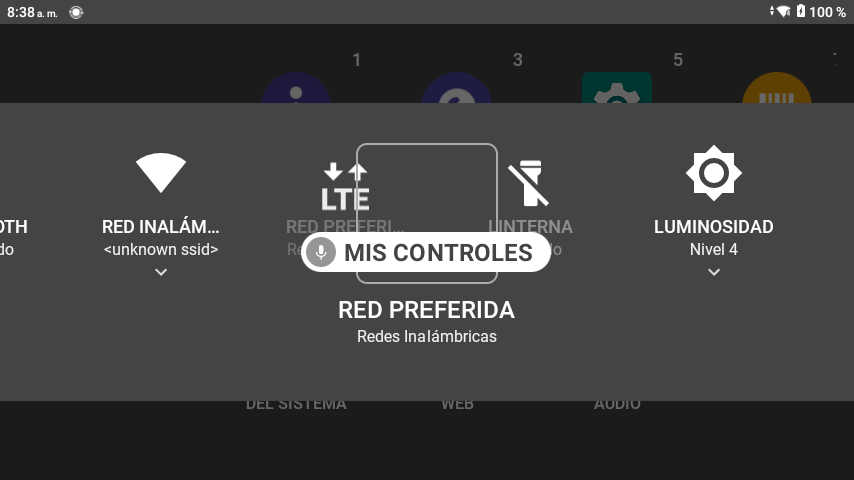 8:38 a. m.
100 %
1
3
5
OTH
do
RED INALÁM...
<unknown ssid>
LTE
RED PREFERI...
Re
LINTERNA
do
LUMINOSIDAD
Nivel 4
MIS CONTROLES
RED PREFERIDA
Redes Inalámbricas
DEL SISTEMA
WEB
AUDIO